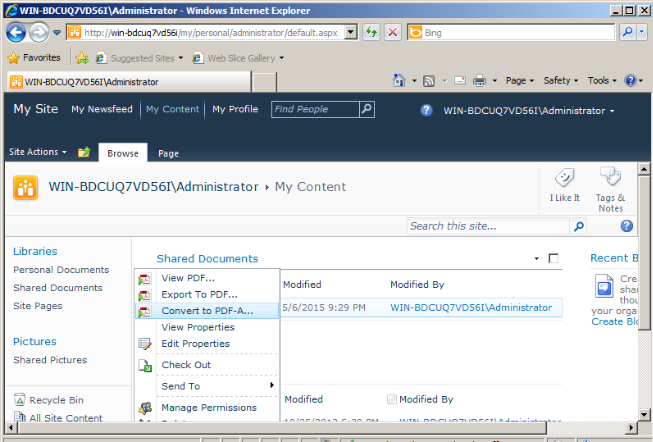 WIN-BDCUQ7VD56I\Administrator - Windows Internet Explorer
http://win-bdcuq7vd56i/my/personal/administrator/default.aspx
Bing
Favorites
Suggested Sites
Web Slice Gallery
WIN-BDCUQ7VD56I\Administrator
Page
Safety
Tools
My Site
My Newsfeed
My Content
My Profile
Find People
WIN-BDCUQ7VD56I\Administrator
Site Actions
Browse
Page
WIN-BDCUQ7VD56I\Administrator
My Content
I Like It
Tags &
Notes
Search this site...
Libraries
Personal Documents
Shared Documents
Site Pages
Pictures
Shared Pictures
Recycle Bin
All Site Content
Shared Documents
View PDF...
Export To PDF...
Convert to PDF-A...
View Properties
Edit Properties
Check Out
Send To
Manage Permissions
Modified
Modified By
5/6/2015 9:29 PM
WIN-BDCUQ7VD56I\Administrator
Modified
Modified By
Recent B
Cre
sha
thou
your orga
Create Blo